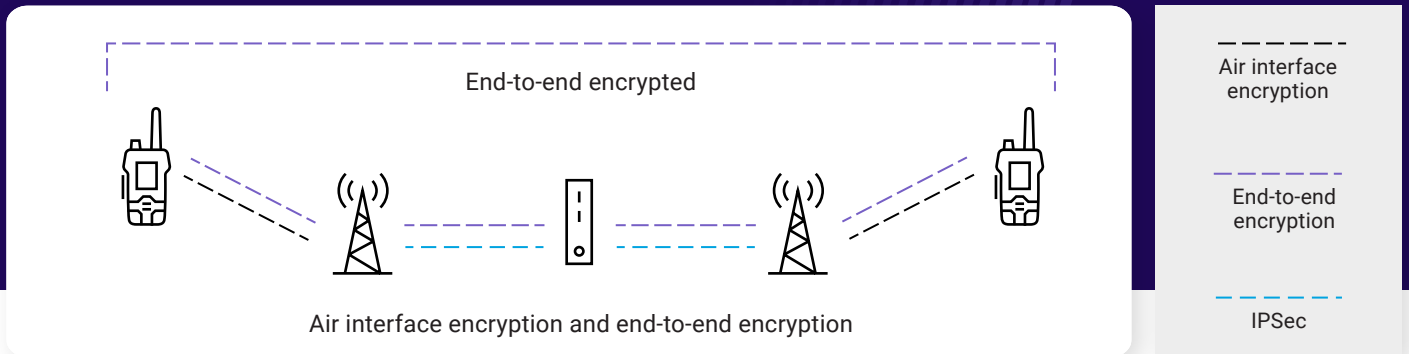 End-to-end encrypted
Air interface encryption and end-to-end encryption
Air interface
encryption
End-to-end
encryption
IPSec